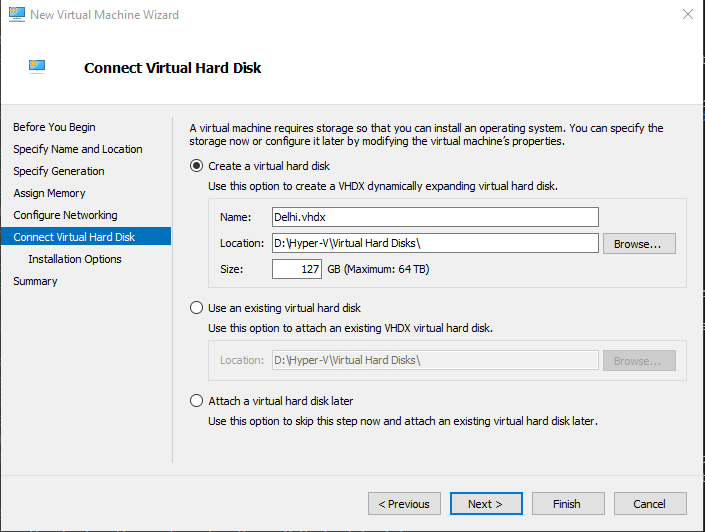 New Virtual Machine Wizard
Connect Virtual Hard Disk
Before You Begin
Specify Name and Location
Specify Generation
Assign Memory
Configure Networking
Connect Virtual Hard Disk
Installation Options
Summary
A virtual machine requires storage so that you can install an operating system. You can specify the
storage now or configure it later by modifying the virtual machine's properties.
Create a virtual hard disk
Use this option to create a VHDX dynamically expanding virtual hard disk.
Name: Delhi.vhdx
Location: D:\Hyper-V\Virtual Hard Disks\ Browse...
Size: 127 GB (Maximum: 64 TB)
Use an existing virtual hard disk
Use this option to attach an existing VHDX virtual hard disk.
Location: D:\Hyper-V\Virtual Hard Disks\ Browse...
Attach a virtual hard disk later
Use this option to skip this step now and attach an existing virtual hard disk later.
< Previous Next > Finish Cancel